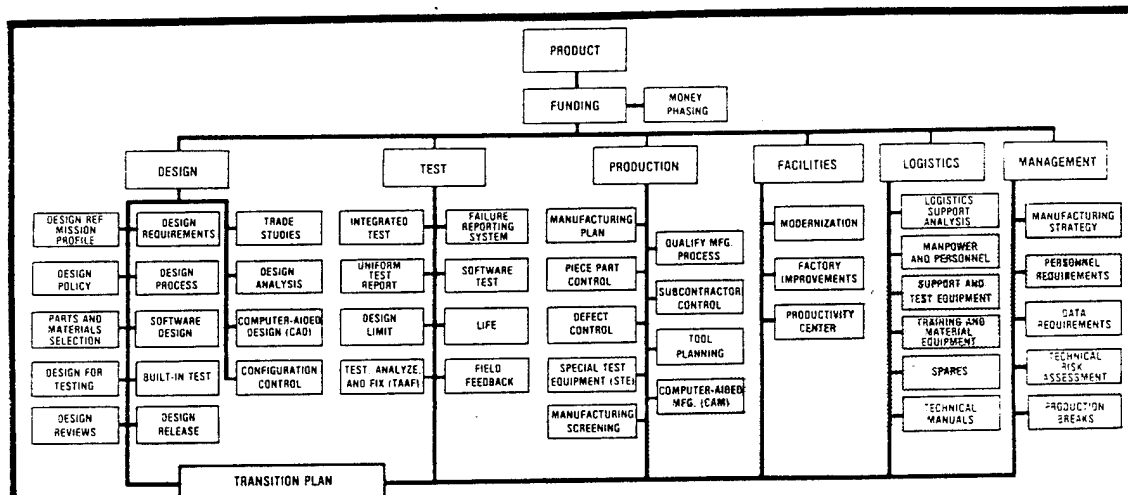 PRODUCT
FUNDING
MONEY
PHASING
DESIGN
TEST
PRODUCTION
FACILITIES
LOGISTICS
MANAGEMENT
DESIGN REF
MISSION
PROFILE
DESIGN
REQUIREMENTS
TRADE
STUDIES
DESIGN
POLICY
DESIGN
PROCESS
DESIGN
ANALYSIS
PARTS AND
MATERIALS
SELECTION
SOFTWARE
DESIGN
COMPUTER-AIDED
DESIGN (CAD)
DESIGN FOR
TESTING
BUILT-IN TEST
CONFIGURATION
CONTROL
DESIGN
REVIEWS
DESIGN
RELEASE
INTEGRATED
TEST
FAILURE
REPORTING
SYSTEM
UNIFORM
TEST
REPORT
SOFTWARE
TEST
DESIGN
LIMIT
LIFE
TEST, ANALYZE,
AND FIX (TAAF)
FIELD
FEEDBACK
MANUFACTURING
PLAN
QUALIFY MFG.
PROCESS
PIECE PART
CONTROL
SUBCONTRACTOR
CONTROL
DEFECT
CONTROL
TOOL
PLANNING
SPECIAL TEST
EQUIPMENT (STE)
COMPUTER-AIDED
MFG. (CAM)
MANUFACTURING
SCREENING
MODERNIZATION
FACTORY
IMPROVEMENTS
PRODUCTIVITY
CENTER
LOGISTICS
SUPPORT
ANALYSIS
MANPOWER
AND PERSONNEL
SUPPORT AND
TEST EQUIPMENT
TRAINING AND
MATERIAL
EQUIPMENT
SPARES
TECHNICAL
MANUALS
MANUFACTURING
STRATEGY
PERSONNEL
REQUIREMENTS
DATA
REQUIREMENTS
TECHNICAL
RISK
ASSESSMENT
PRODUCTION
BREAKS
TRANSITION PLAN